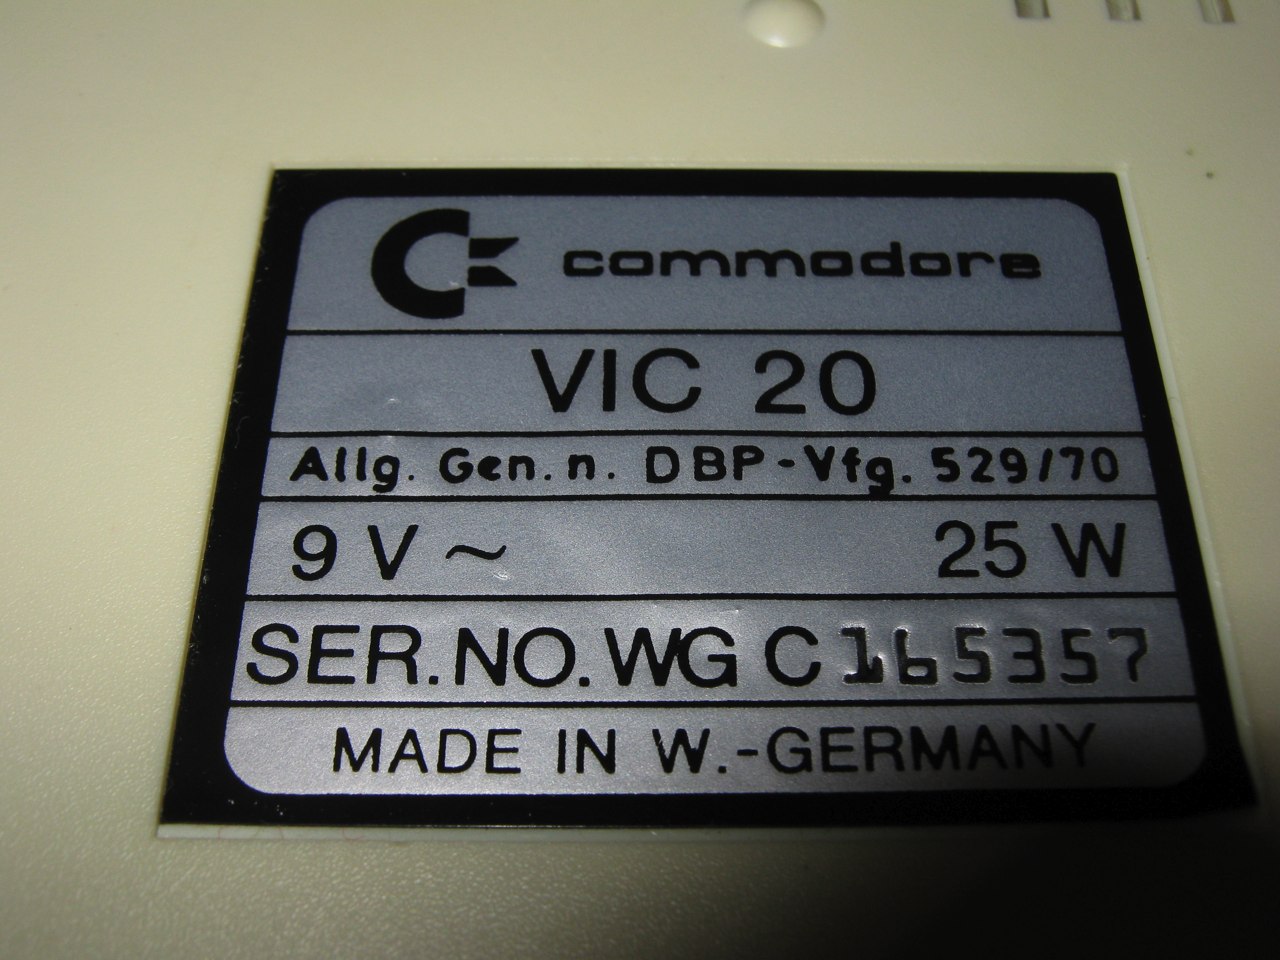 commodore
VIC 20
Allg. Gen. n. DBP-Vfg. 529/70
9 V ~ 25 W
SER.NO.WG C 165357
MADE IN W.-GERMANY